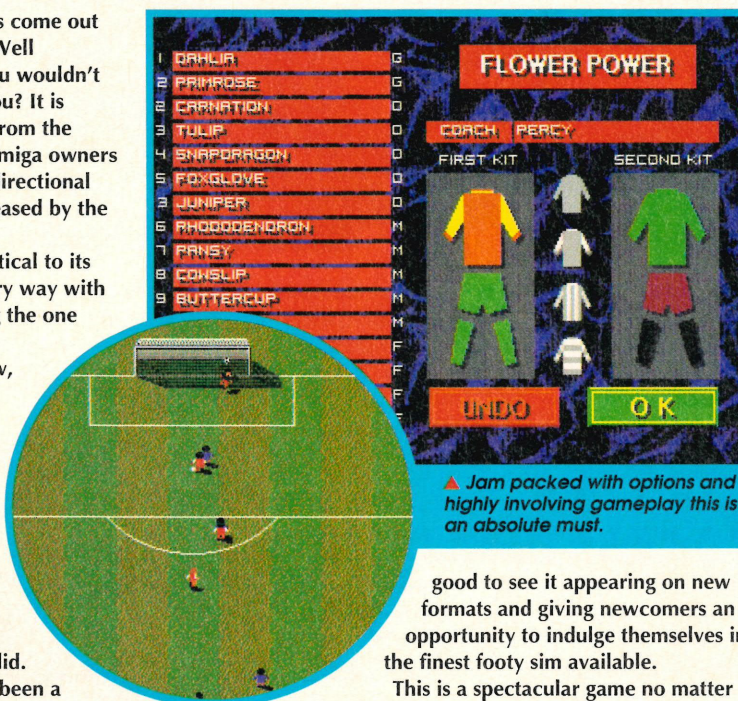 s come out
Well
u wouldn't
ou? It is
rom the
miga owners
irectional
eased by the
tical to its
ry way with
g the one
lid.
been a
1 DAHLIA G
2 PRIMROSE G
2 CARNATION D
3 TULIP D
4 SNAPDRAGON D
5 FOXGLOVE D
3 JUNIPER D
6 RHODODENDRON M
7 PANSY M
8 COWSLIP M
9 BUTTERCUP M
M
F
F
F
FLOWER POWER
COACH PERCY
FIRST KIT
SECOND KIT
UNDO
OK
▲ Jam packed with options and
highly involving gameplay this is
an absolute must.
good to see it appearing on new
formats and giving newcomers an
opportunity to indulge themselves in
the finest footy sim available.
This is a spectacular game no matter